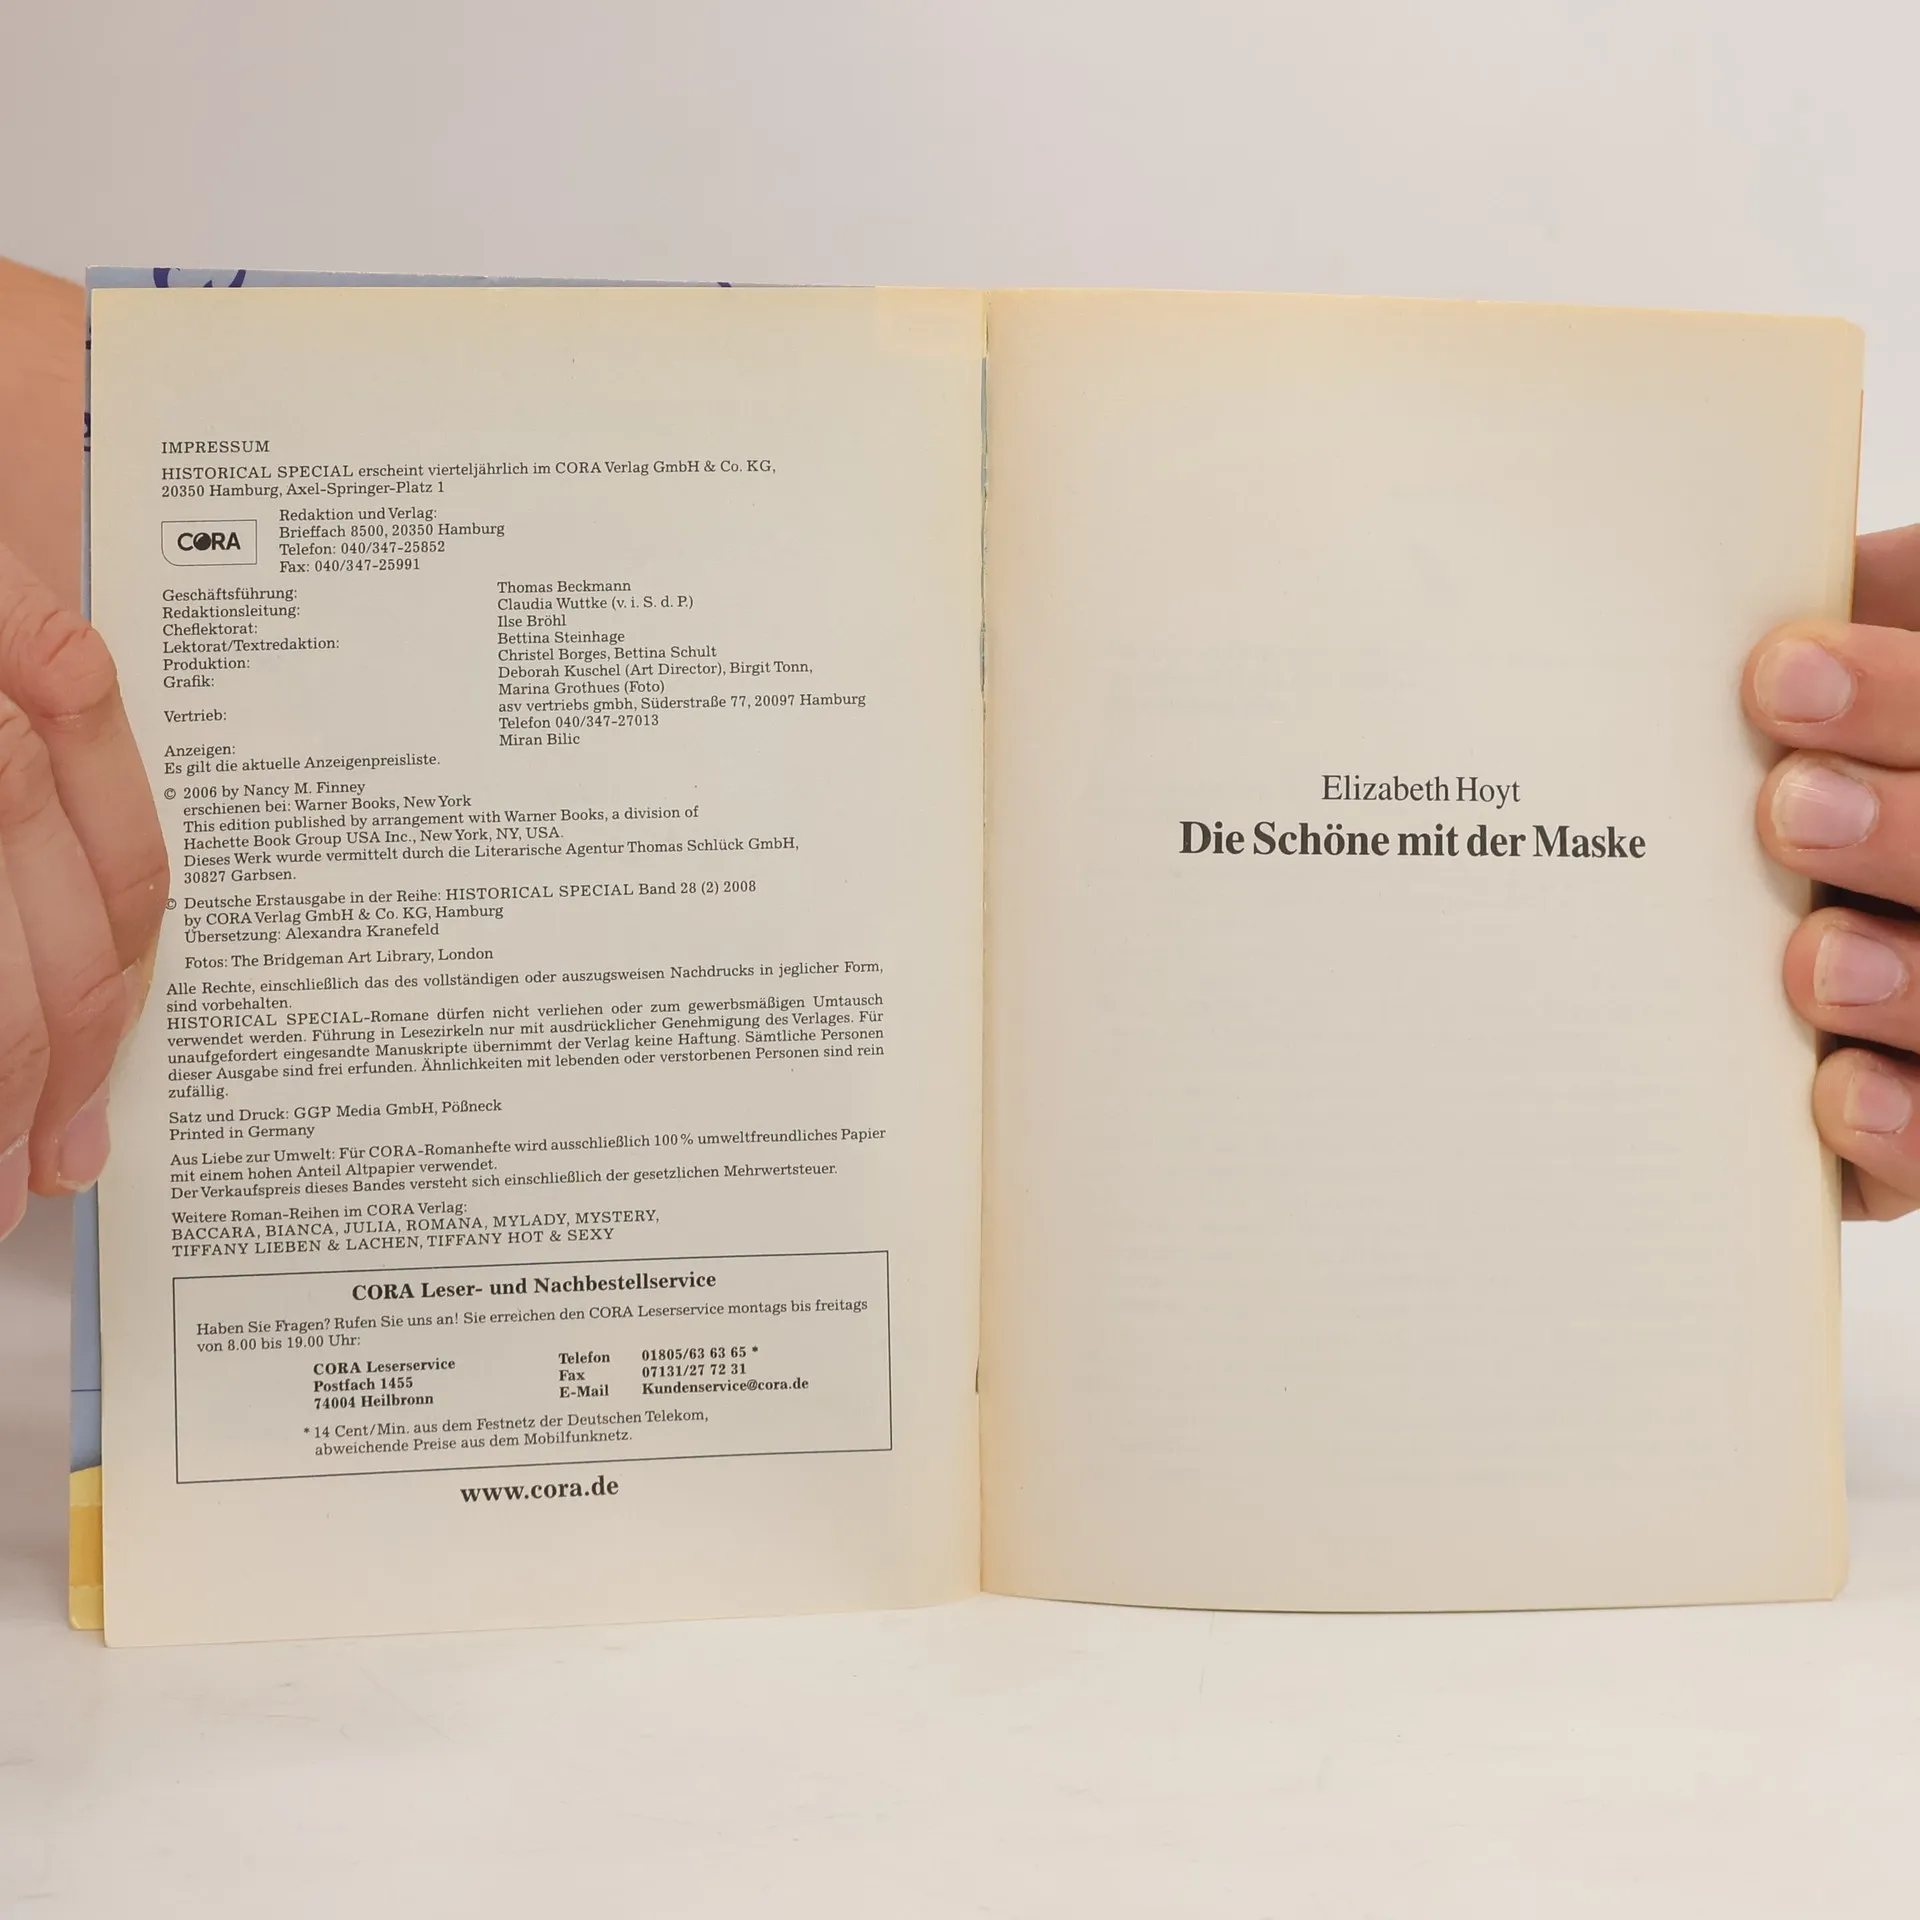 IMPRESSUM
HISTORICAL SPECIAL erscheint vierteljährlich im CORA Verlag GmbH & Co. KG,
20350 Hamburg, Axel-Springer-Platz 1
CORA
Redaktion und Verlag:
Brieffach 8500, 20350 Hamburg
Telefon: 040/347-25852
Fax: 040/347-25991
Geschäftsführung: Thomas Beckmann
Redaktionsleitung: Claudia Wuttke (v. i. S. d. P.)
Cheflektorat: Ilse Bröhl
Lektorat/Textredaktion: Bettina Steinhage
Produktion: Christel Borges, Bettina Schult
Grafik: Deborah Kuschel (Art Director), Birgit Tonn,
Marina Grothues (Foto)
Vertrieb: asv vertriebs gmbh, Süderstraße 77, 20097 Hamburg
Telefon 040/347-27013
Anzeigen: Miran Bilic
Es gilt die aktuelle Anzeigenpreisliste.
© 2006 by Nancy M. Finney
erschienen bei: Warner Books, New York
This edition published by arrangement with Warner Books, a division of
Hachette Book Group USA Inc., New York, NY, USA.
Dieses Werk wurde vermittelt durch die Literarische Agentur Thomas Schlück GmbH,
30827 Garbsen.
© Deutsche Erstausgabe in der Reihe: HISTORICAL SPECIAL Band 28 (2) 2008
by CORA Verlag GmbH & Co. KG, Hamburg
Übersetzung: Alexandra Kranefeld
Fotos: The Bridgeman Art Library, London
Alle Rechte, einschließlich das des vollständigen oder auszugsweisen Nachdrucks in jeglicher Form,
sind vorbehalten.
HISTORICAL SPECIAL-Romane dürfen nicht verliehen oder zum gewerbsmäßigen Umtausch
verwendet werden. Führung in Lesezirkeln nur mit ausdrücklicher Genehmigung des Verlages. Für
unaufgefordert eingesandte Manuskripte übernimmt der Verlag keine Haftung. Sämtliche Personen
dieser Ausgabe sind frei erfunden. Ähnlichkeiten mit lebenden oder verstorbenen Personen sind rein
zufällig.
Satz und Druck: GGP Media GmbH, Pößneck
Printed in Germany
Aus Liebe zur Umwelt: Für CORA-Romanhefte wird ausschließlich 100% umweltfreundliches Papier
mit einem hohen Anteil Altpapier verwendet.
Der Verkaufspreis dieses Bandes versteht sich einschließlich der gesetzlichen Mehrwertsteuer.
Weitere Roman-Reihen im CORA Verlag:
BACCARA, BIANCA, JULIA, ROMANA, MYLADY, MYSTERY,
TIFFANY LIEBEN & LACHEN, TIFFANY HOT & SEXY
CORA Leser- und Nachbestellservice
Haben Sie Fragen? Rufen Sie uns an! Sie erreichen den CORA Leserservice montags bis freitags
von 8.00 bis 19.00 Uhr:
CORA Leserservice Telefon 01805/63 63 65 *
Postfach 1455 Fax 07131/27 72 31
74004 Heilbronn E-Mail Kundenservice@cora.de
* 14 Cent/Min. aus dem Festnetz der Deutschen Telekom,
abweichende Preise aus dem Mobilfunknetz.
www.cora.de
Elizabeth Hoyt
Die Schöne mit der Maske